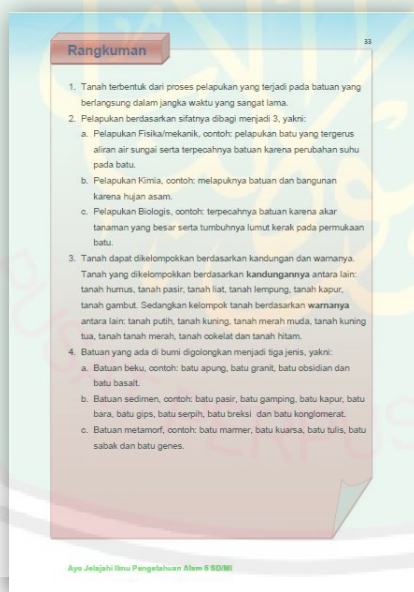 33
Rangkuman
1. Tanah terbentuk dari proses pelapukan yang terjadi pada batuan yang
berlangsung dalam jangka waktu yang sangat lama.
2. Pelapukan berdasarkan sifatnya dibagi menjadi 3, yakni:
a. Pelapukan Fisika/mekanik, contoh: pelapukan batu yang tergerus
aliran air sungai serta terpecahnya batuan karena perubahan suhu
pada batu.
b. Pelapukan Kimia, contoh: melapuknya batuan dan bangunan
karena hujan asam.
c. Pelapukan Biologis, contoh: terpecahnya batuan karena akar
tanaman yang besar serta tumbuhnya lumut kerak pada permukaan
batu.
3. Tanah dapat dikelompokkan berdasarkan kandungan dan warnanya.
Tanah yang dikelompokkan berdasarkan kandungannya antara lain:
tanah humus, tanah pasir, tanah liat, tanah lempung, tanah kapur,
tanah gambut. Sedangkan kelompok tanah berdasarkan warnanya
antara lain: tanah putih, tanah kuning, tanah merah muda, tanah kuning
tua, tanah tanah merah, tanah cokelat dan tanah hitam.
4. Batuan yang ada di bumi digolongkan menjadi tiga jenis, yakni:
a. Batuan beku, contoh: batu apung, batu granit, batu obsidian dan
batu basalt.
b. Batuan sedimen, contoh: batu pasir, batu gamping, batu kapur, batu
bara, batu gips, batu serpih, batu breksi dan batu konglomerat.
c. Batuan metamorf, contoh: batu marmer, batu kuarsa, batu tulis, batu
sabak dan batu genes.
Ayo Jelajahi Ilmu Pengetahuan Alam 5 SD/MI